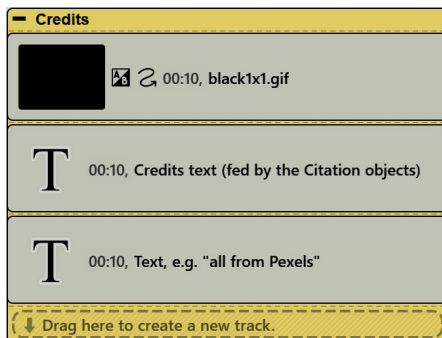 Credits
00:10, black1x1.gif
T 00:10, Credits text (fed by the Citation objects)
T 00:10, Text, e.g. "all from Pexels"
Drag here to create a new track.